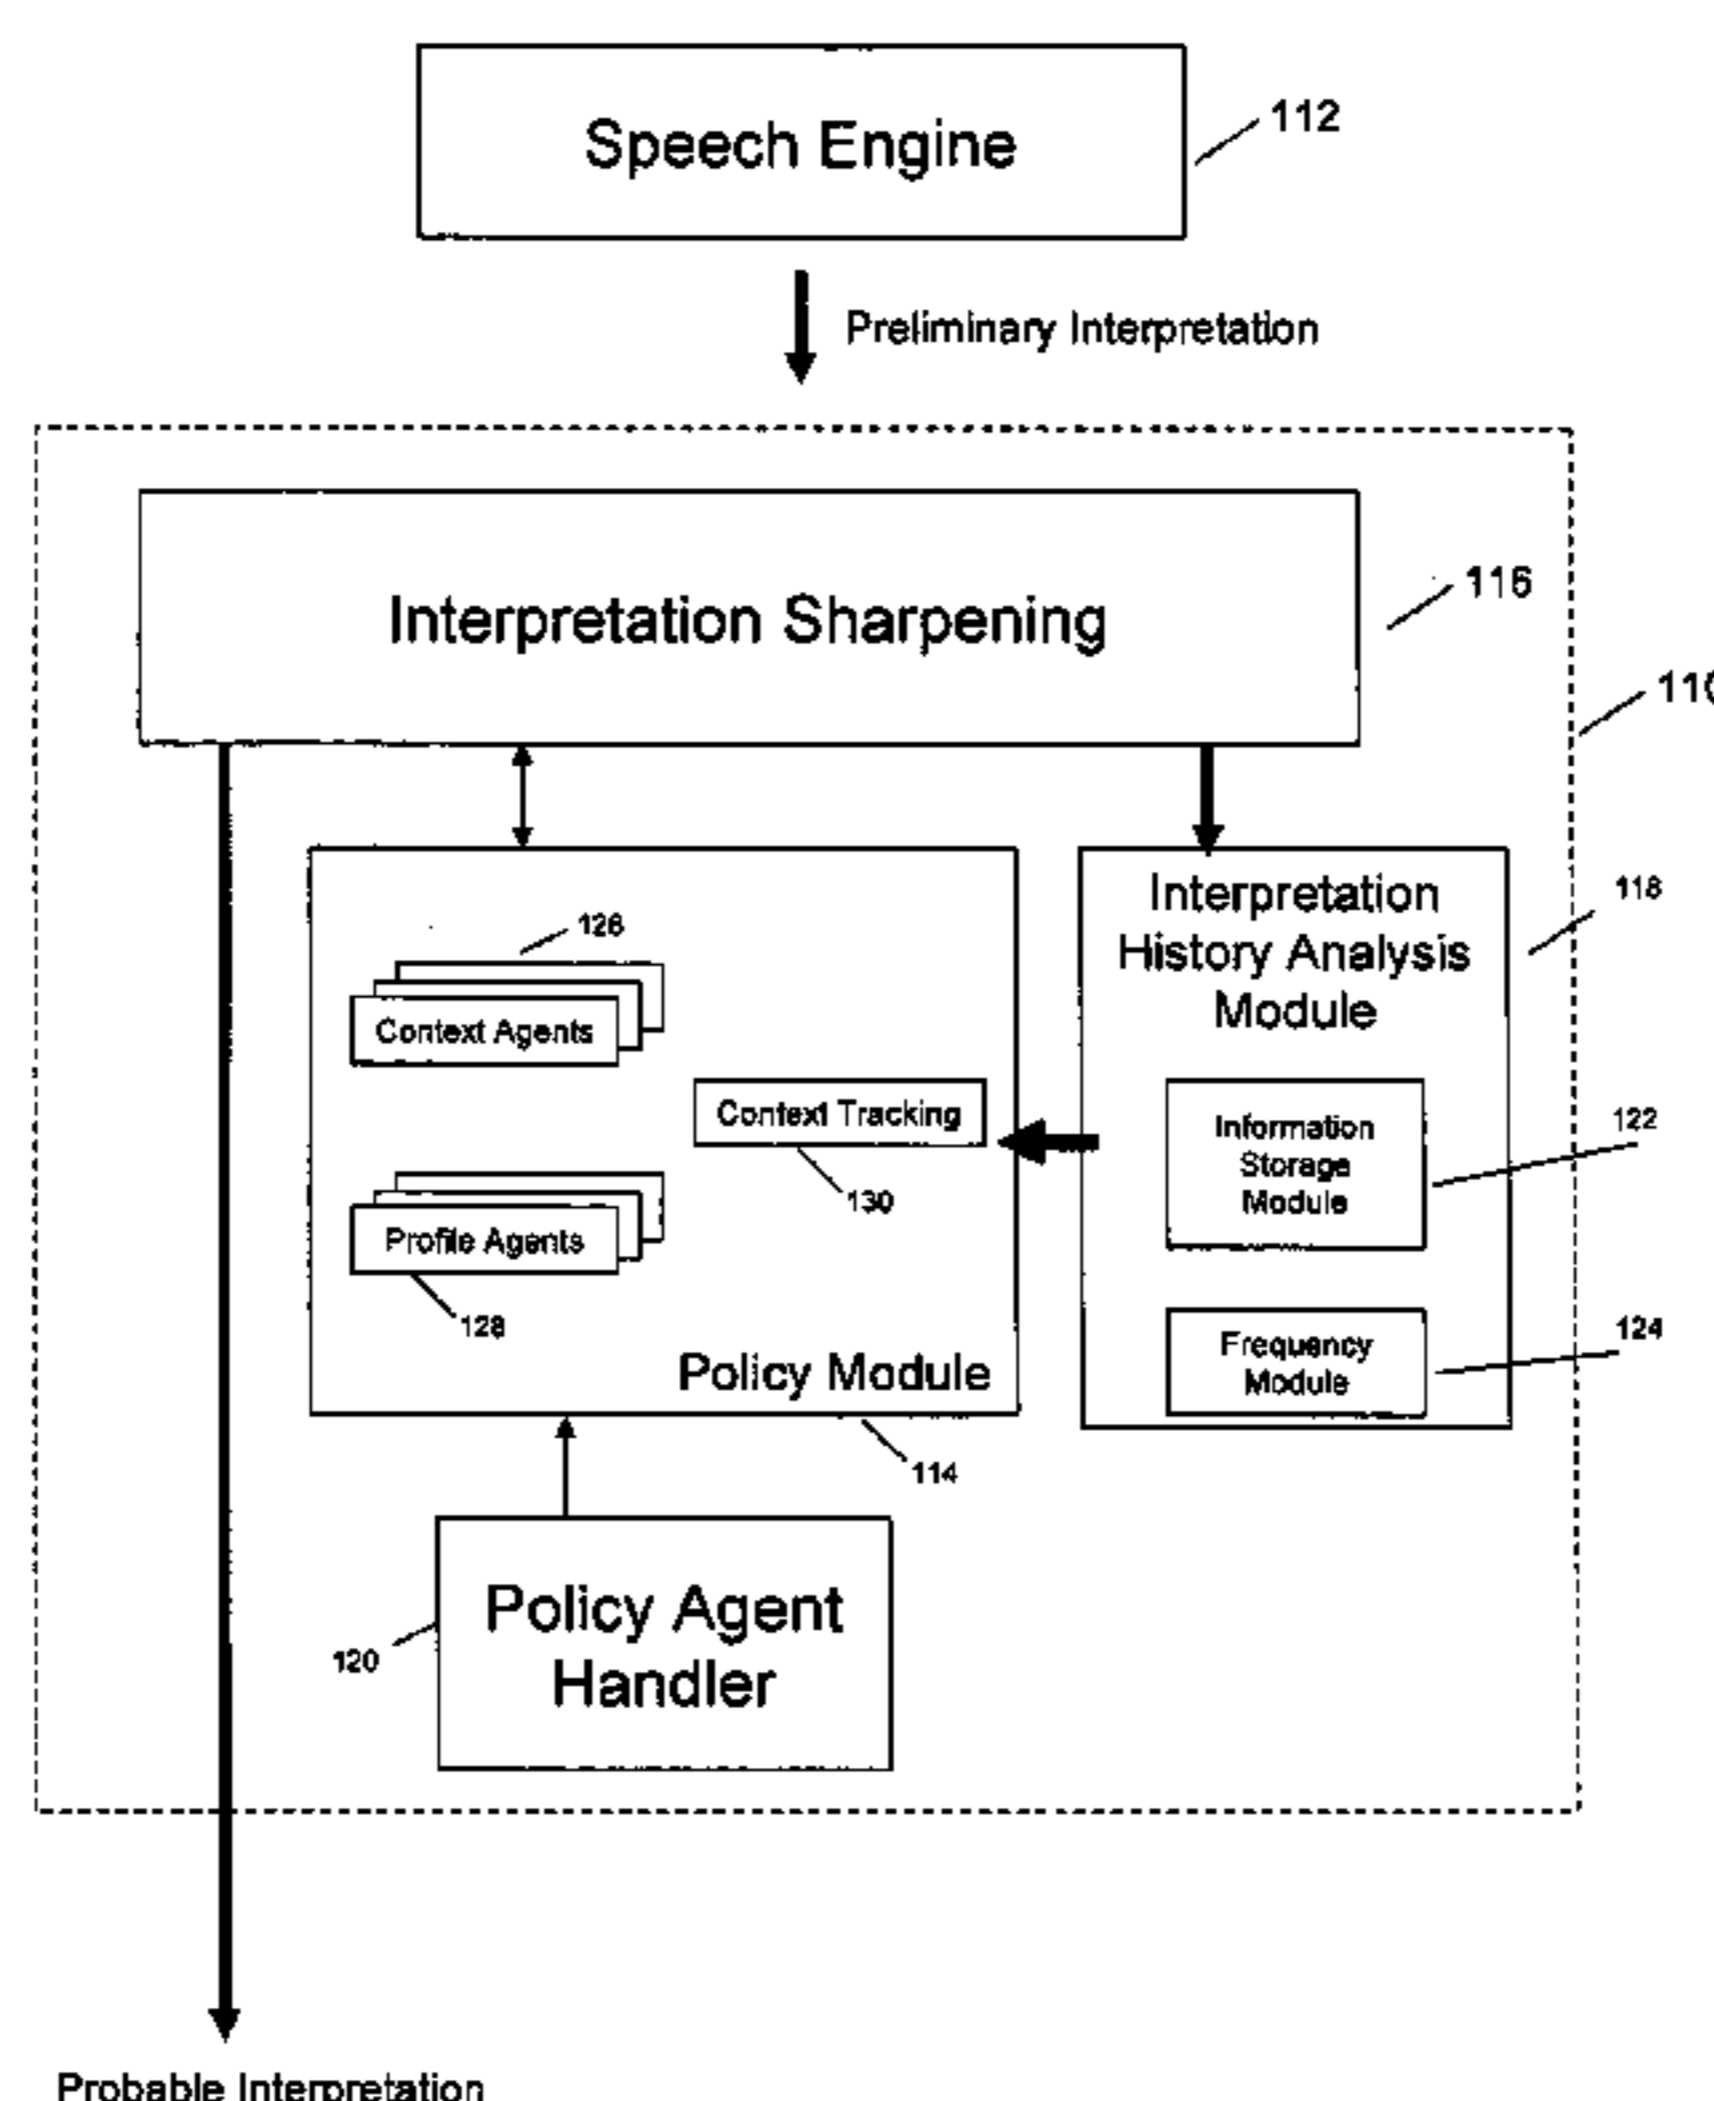 Speech Engine
112
Preliminary Interpretation
Interpretation Sharpening
116
110
Interpretation
History Analysis
Module
118
126
Context Agents
Context Tracking
130
Information
Storage
Module
122
Profile Agents
128
Frequency
Module
124
Policy Module
114
Policy Agent
Handler
120
Probable Interpretation